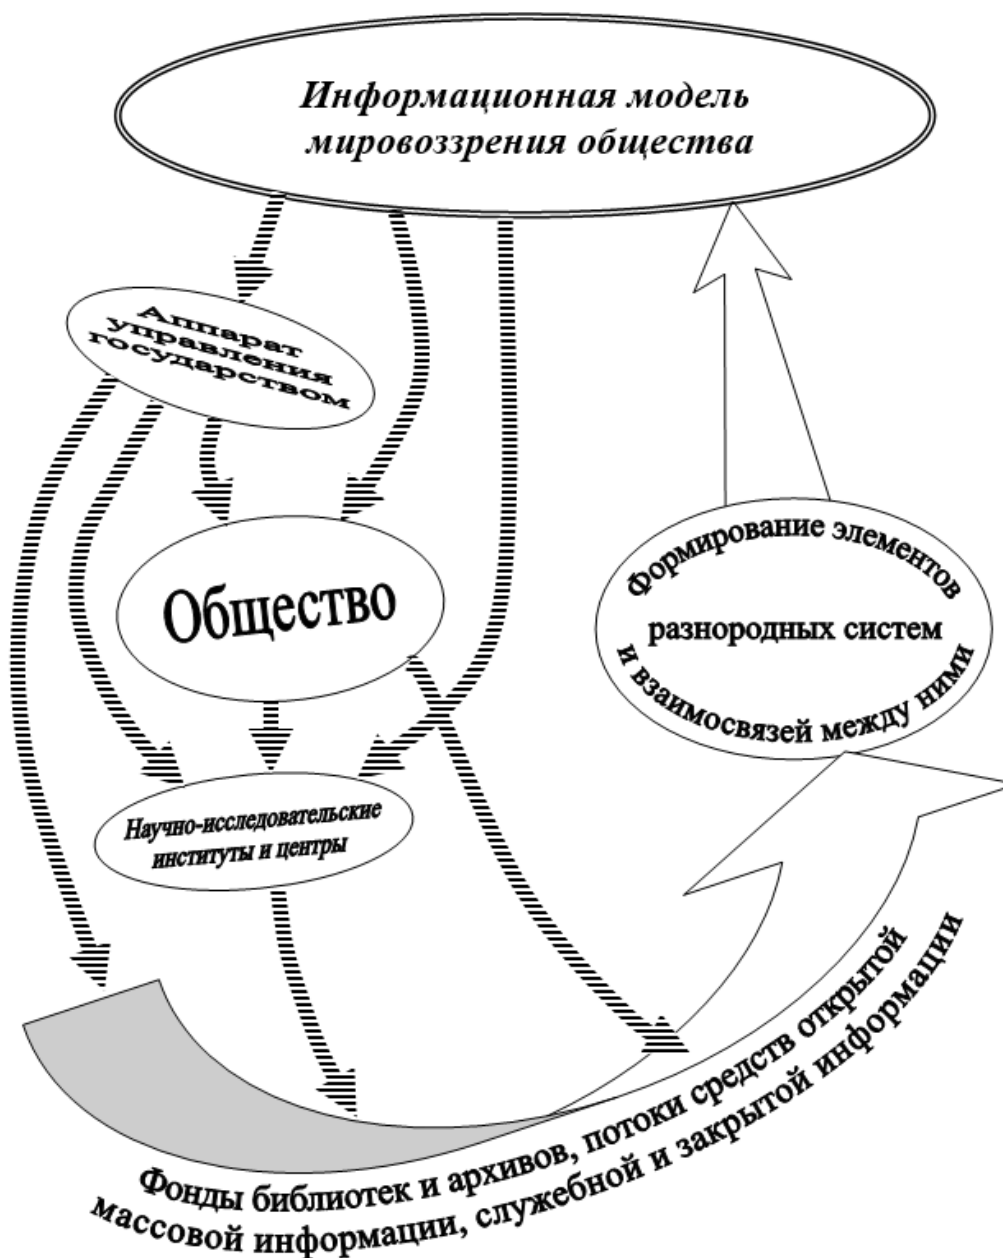 Информационная модель
мировоззрения общества
Аппарат
управления
государством
Общество
Формирование элементов
разнородных систем
и взаимосвязей между ними
Научно-исследовательские
институты и центры
Фонды библиотек и архивов, потоки средств открытой
массовой информации, служебной и закрытой информации